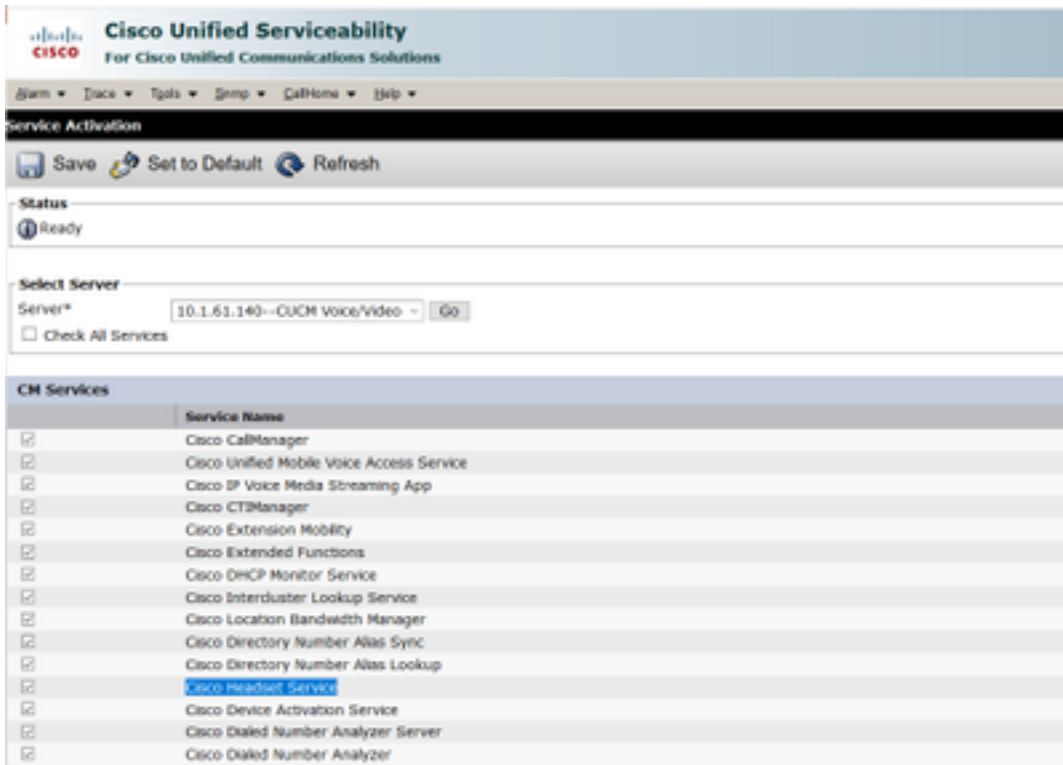 CISCO
Cisco Unified Serviceability
For Cisco Unified Communications Solutions
Alarm Trace Tools Snmp CallHome Help
Service Activation
Save Set to Default Refresh
Status
Ready
Select Server
Server* 10.1.61.140--CUCM Voice/Video Go
Check All Services
CM Services
Service Name
Cisco CallManager
Cisco Unified Mobile Voice Access Service
Cisco IP Voice Media Streaming App
Cisco CTIManager
Cisco Extension Mobility
Cisco Extended Functions
Cisco DHCP Monitor Service
Cisco Intercluster Lookup Service
Cisco Location Bandwidth Manager
Cisco Directory Number Alias Sync
Cisco Directory Number Alias Lookup
Cisco Headset Service
Cisco Device Activation Service
Cisco Dialed Number Analyzer Server
Cisco Dialed Number Analyzer